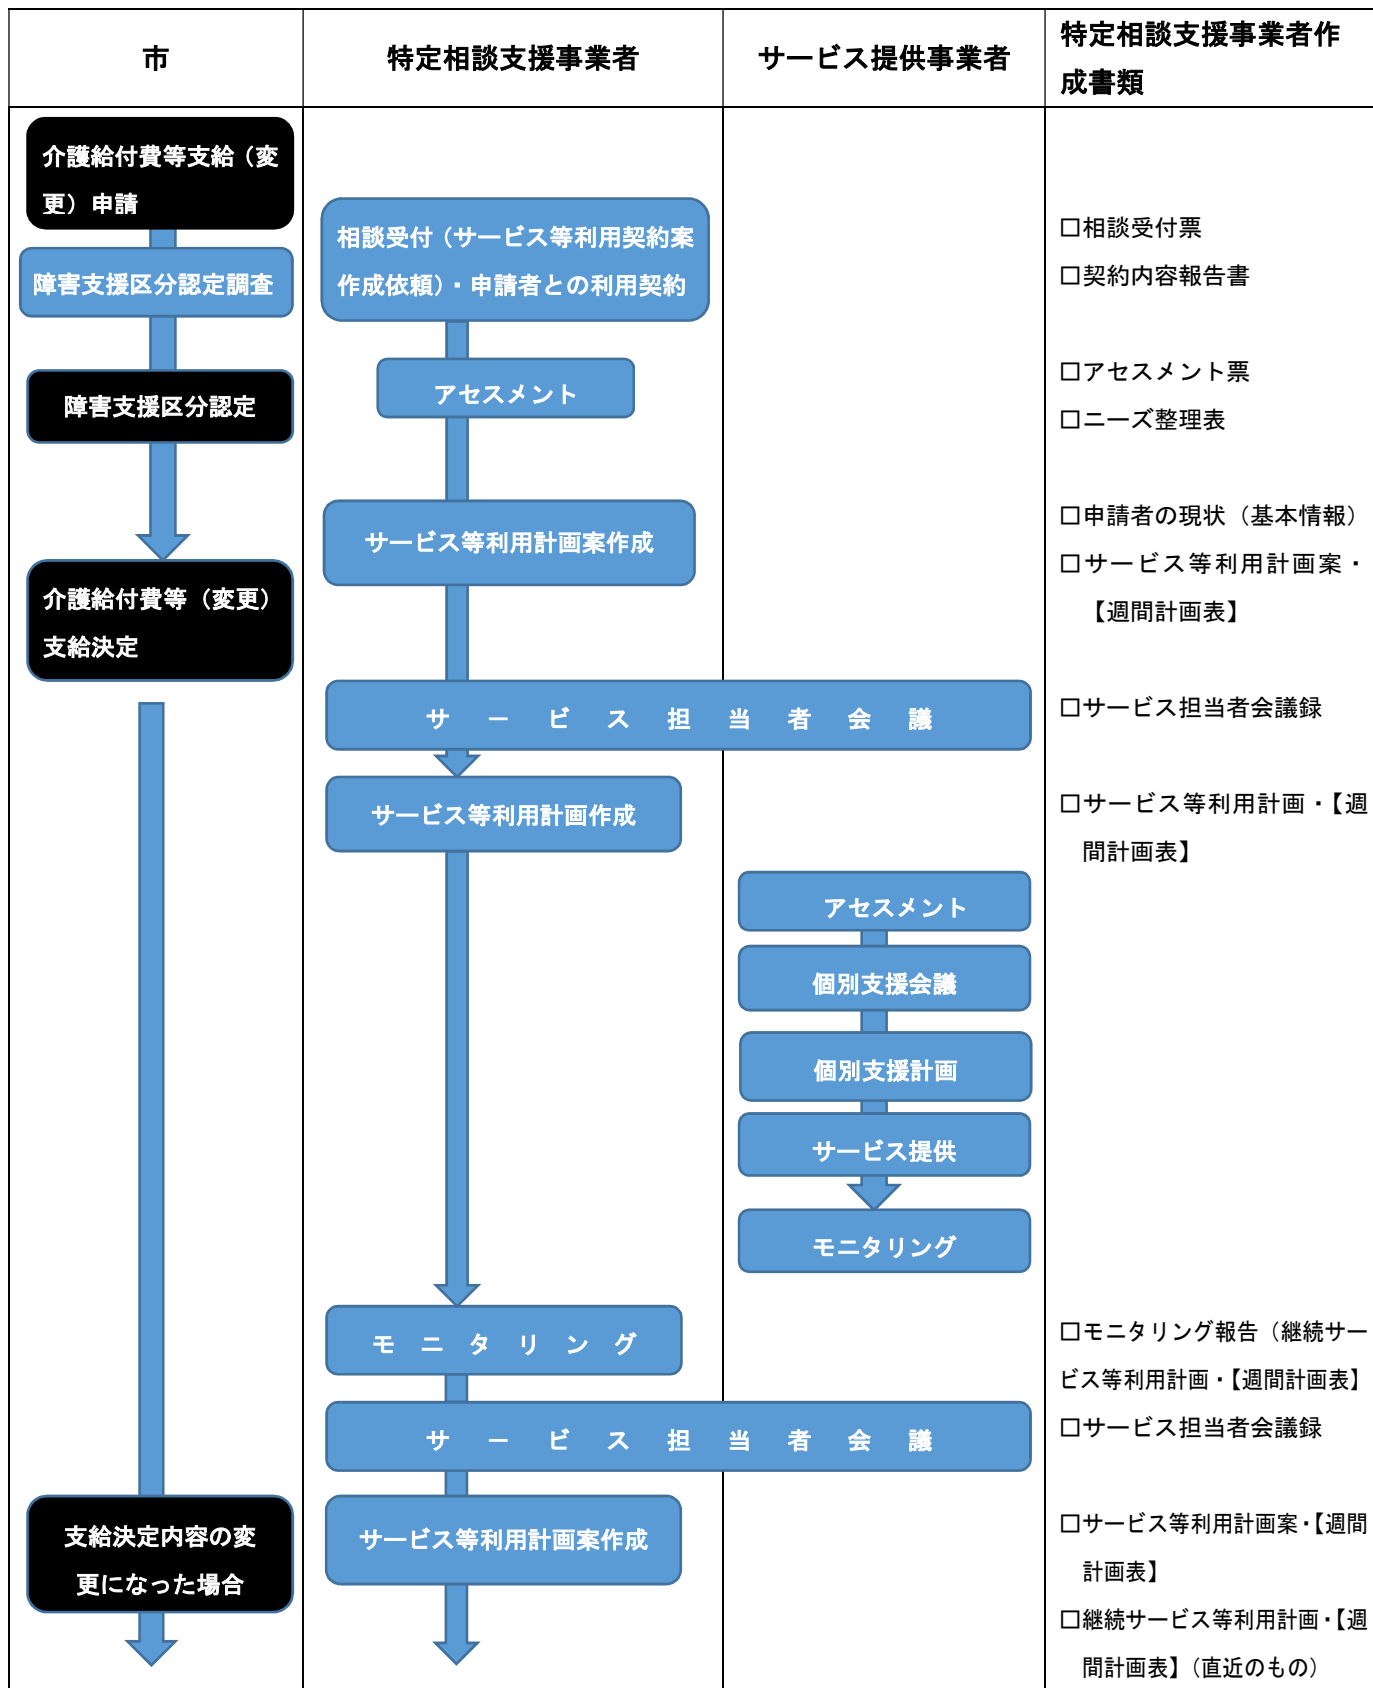 市
特定相談支援事業者
サービス提供事業者
特定相談支援事業者作
成書類
介護給付費等支給（変
更）申請
障害支援区分認定調査
障害支援区分認定
介護給付費等（変更）
支給決定
支給決定内容の変
更になった場合
相談受付（サービス等利用契約案
作成依頼）・申請者との利用契約
アセスメント
サービス等利用計画案作成
サービス担当者会議
サービス等利用計画作成
アセスメント
個別支援会議
個別支援計画
サービス提供
モニタリング
モニタリング
サービス担当者会議
サービス等利用計画案作成
□相談受付票
□契約内容報告書
□アセスメント票
□ニーズ整理表
□申請者の現状（基本情報）
□サービス等利用計画案・
【週間計画表】
□サービス担当者会議録
□サービス等利用計画・【週
間計画表】
□モニタリング報告（継続サー
ビス等利用計画・【週間計画表】
□サービス担当者会議録
□サービス等利用計画案・【週間
計画表】
□継続サービス等利用計画・【週
間計画表】（直近のもの）